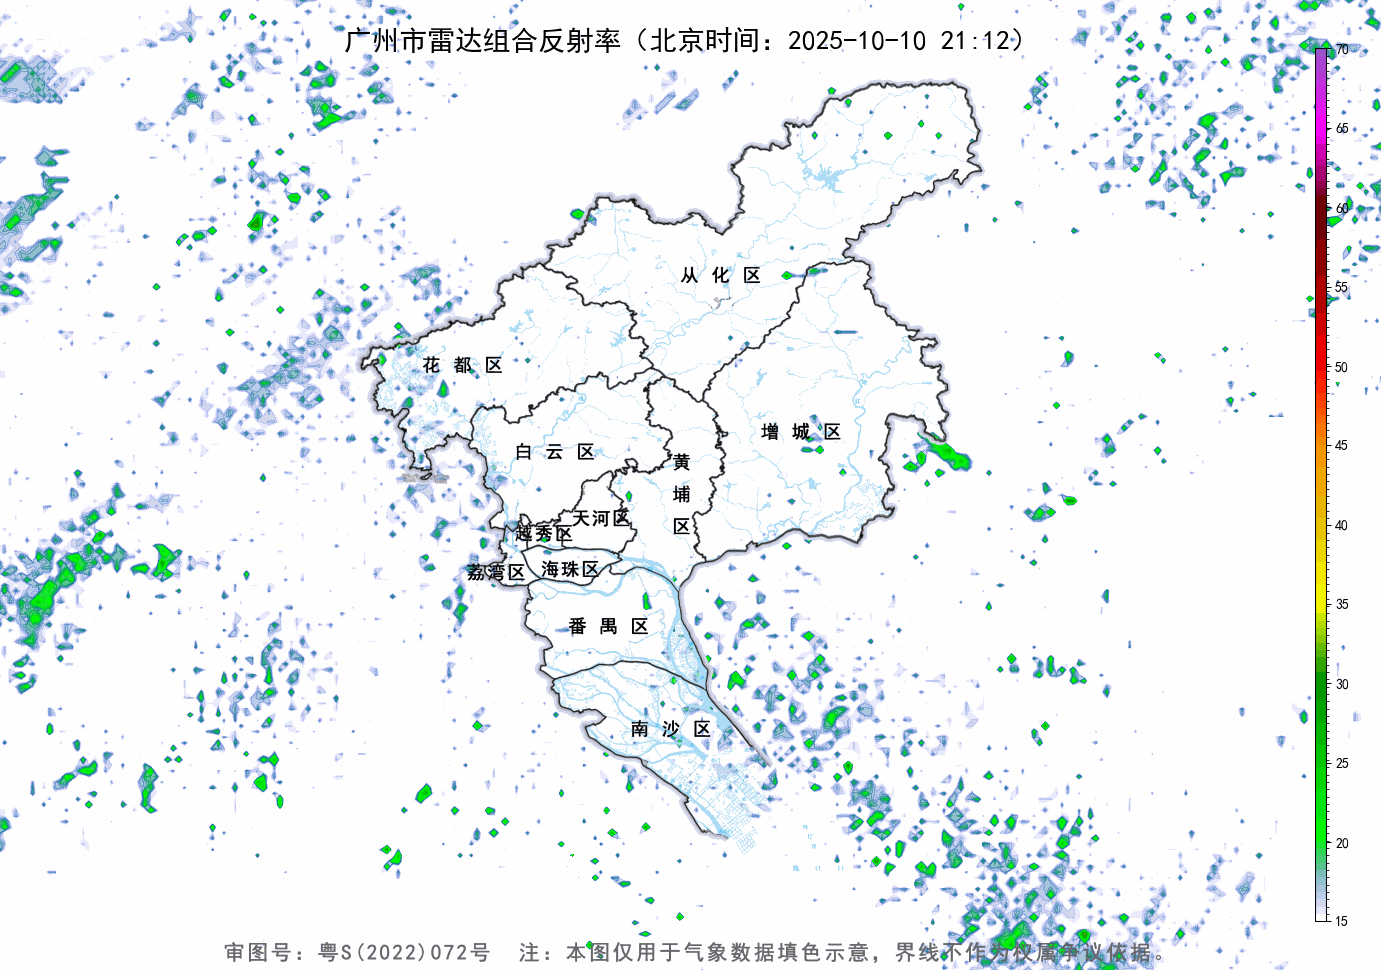 广州市雷达组合反射率（北京时间：2025-10-10 21:12）
70
65
60
55
50
45
40
35
30
25
20
15
从化区
花都区
增城区
白云区
黄埔区
天河区
越秀区
海珠区
荔湾区
番禺区
南沙区
审图号：粤S(2022)072号 注：本图仅用于气象数据填色示意，界线不作为权属争议依据。